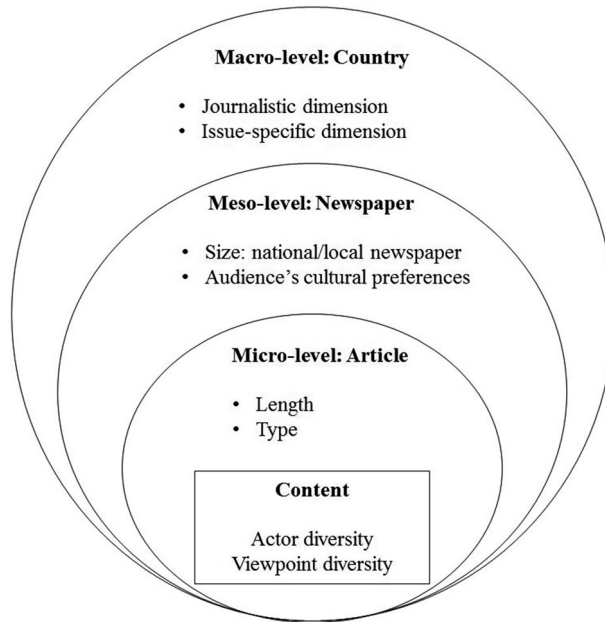 Macro-level: Country
• Journalistic dimension
• Issue-specific dimension
Meso-level: Newspaper
• Size: national/local newspaper
• Audience's cultural preferences
Micro-level: Article
• Length
• Type
Content
Actor diversity
Viewpoint diversity